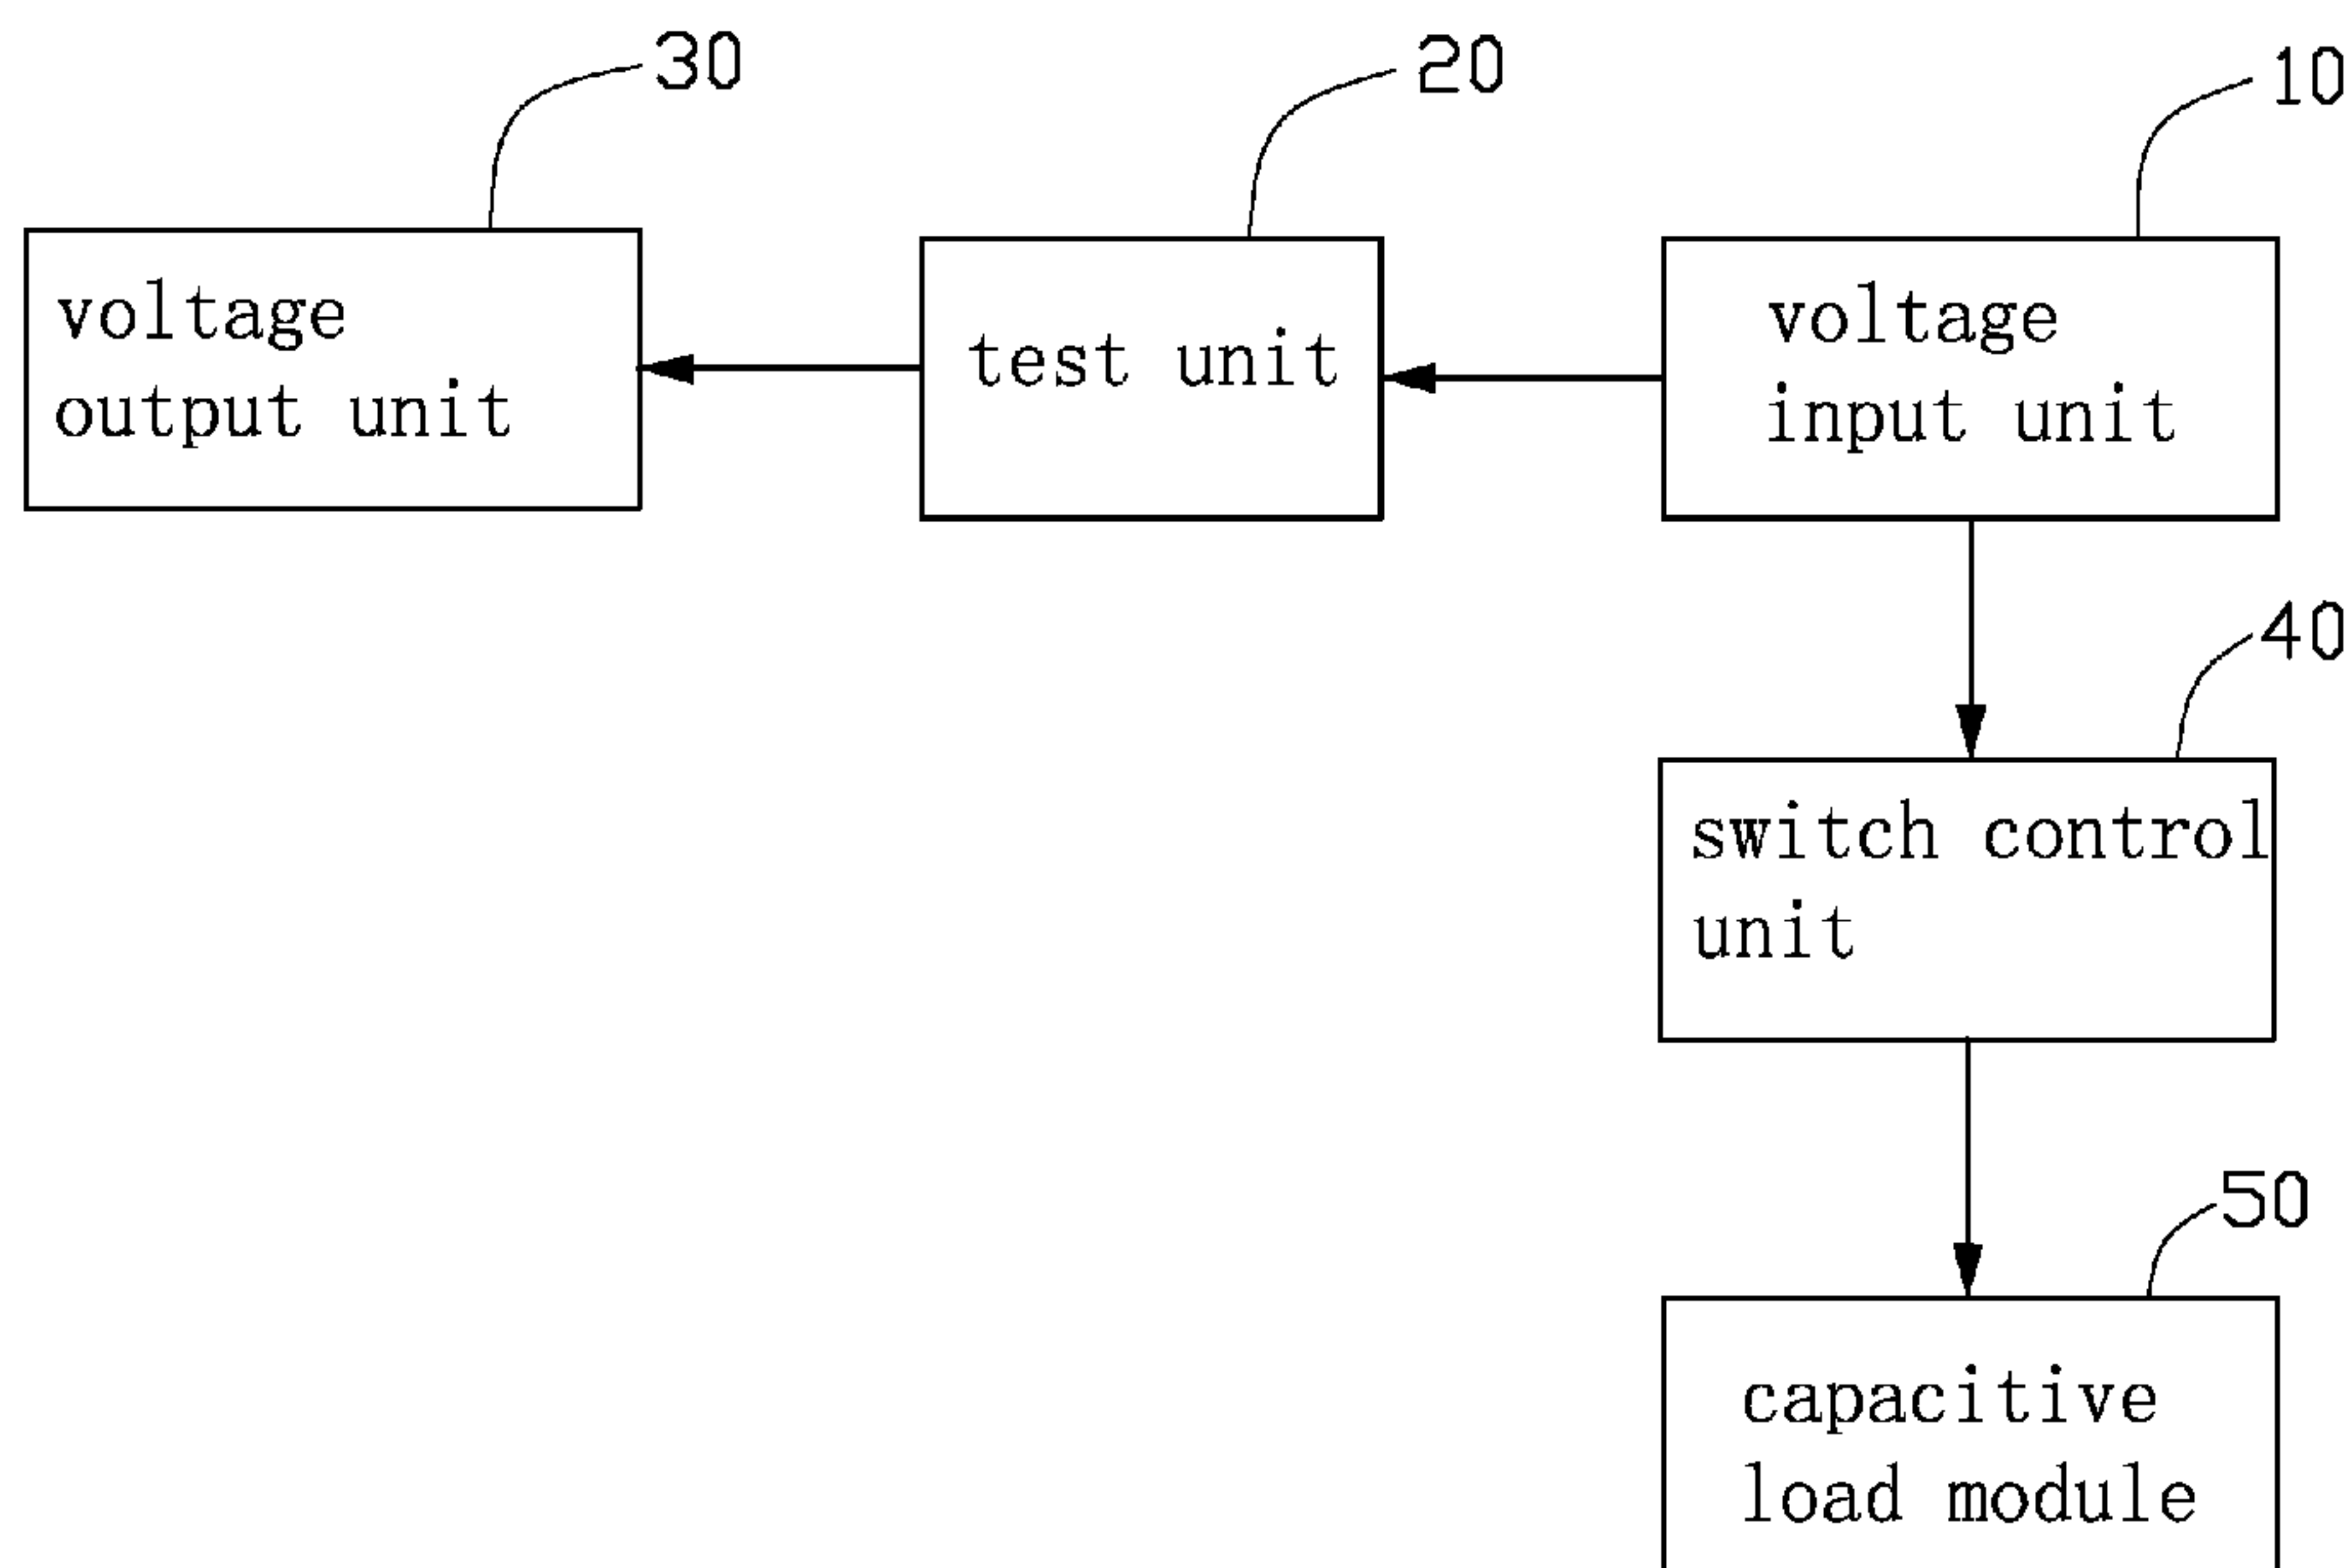 30
20
10
voltage
output unit
test unit
voltage
input unit
40
switch control
unit
50
capacitive
load module